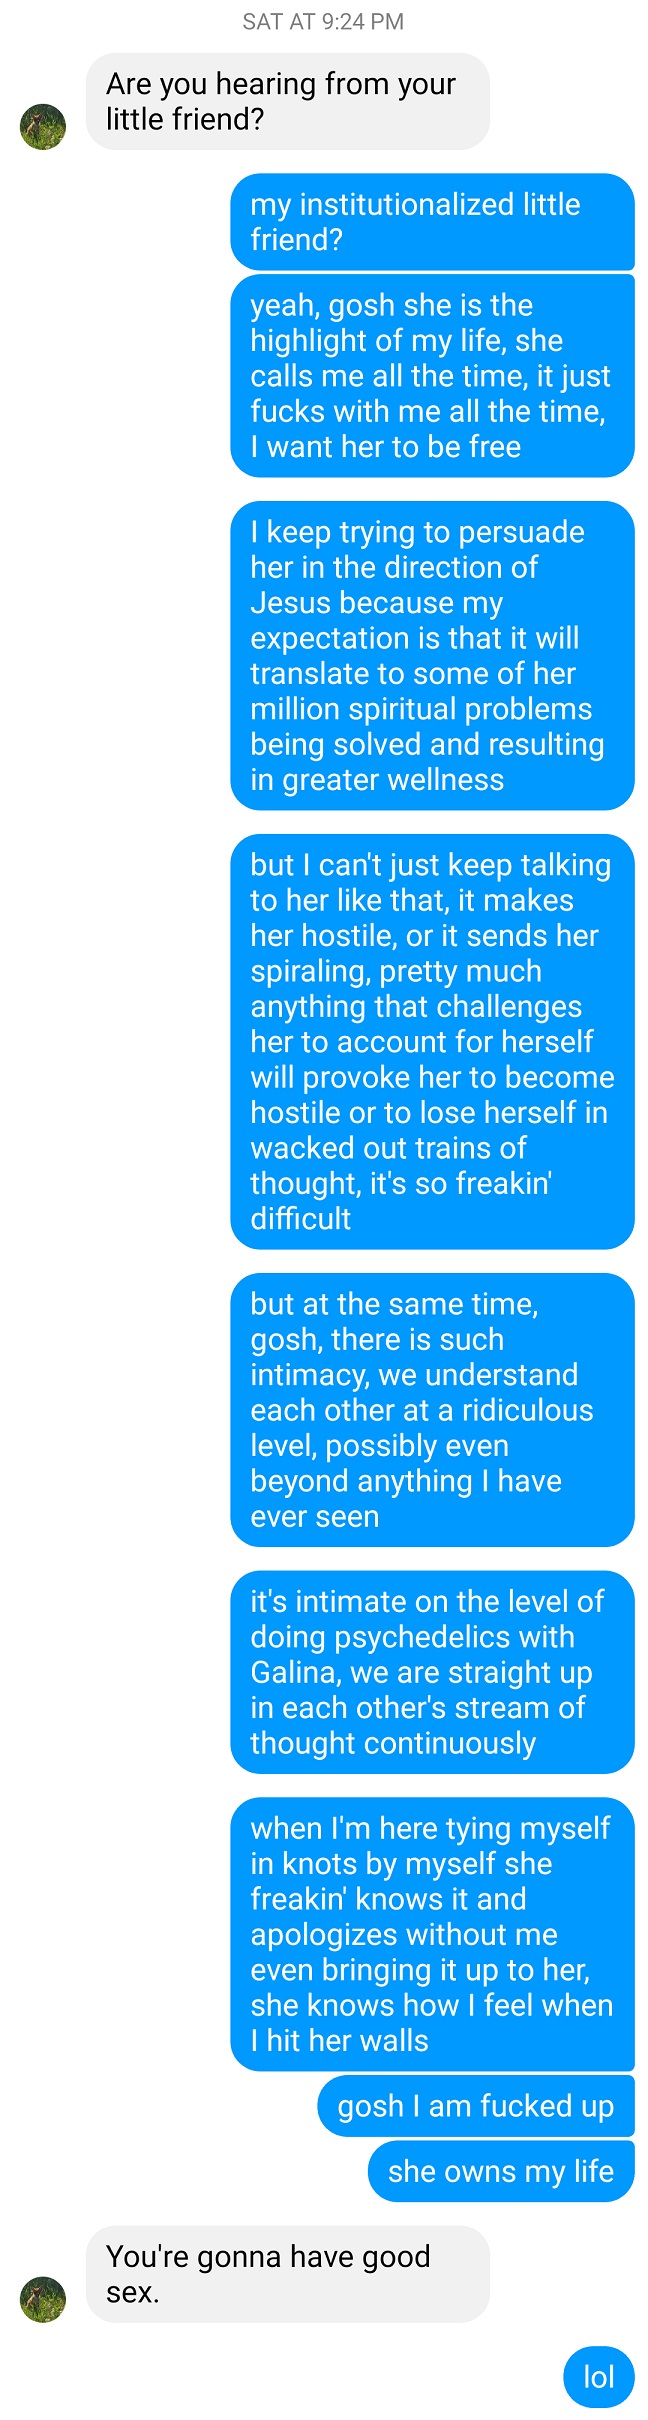 SAT AT 9:24 PM
Are you hearing from your
little friend?
my institutionalized little
friend?
yeah, gosh she is the
highlight of my life, she
calls me all the time, it just
fucks with me all the time,
I want her to be free
I keep trying to persuade
her in the direction of
Jesus because my
expectation is that it will
translate to some of her
million spiritual problems
being solved and resulting
in greater wellness
but I can't just keep talking
to her like that, it makes
her hostile, or it sends her
spiraling, pretty much
anything that challenges
her to account for herself
will provoke her to become
hostile or to lose herself in
wacked out trains of
thought, it's so freakin'
difficult
but at the same time,
gosh, there is such
intimacy, we understand
each other at a ridiculous
level, possibly even
beyond anything I have
ever seen
it's intimate on the level of
doing psychedelics with
Galina, we are straight up
in each other's stream of
thought continuously
when I'm here tying myself
in knots by myself she
freakin' knows it and
apologizes without me
even bringing it up to her,
she knows how I feel when
I hit her walls
gosh I am fucked up
she owns my life
You're gonna have good
sex.
lol